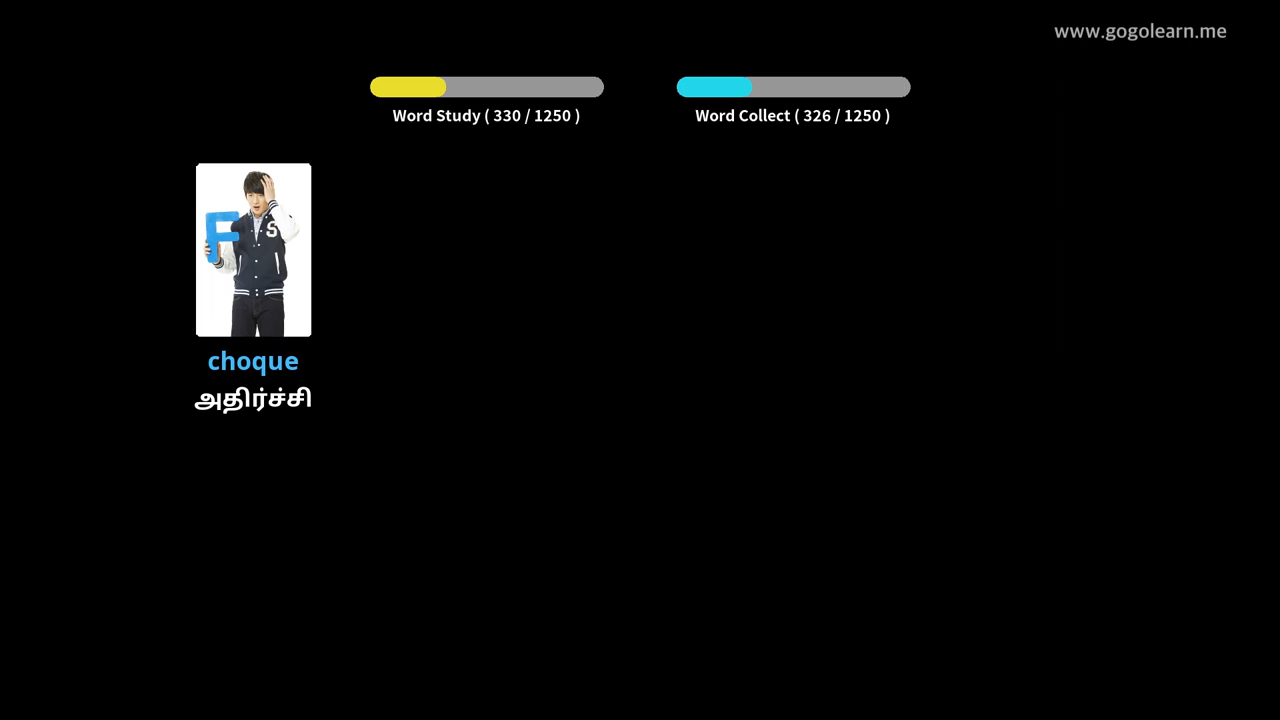 www.gogolearn.me
Word Study ( 330 / 1250 )
Word Collect ( 326 / 1250 )
F
S
choque
அதிர்ச்சி